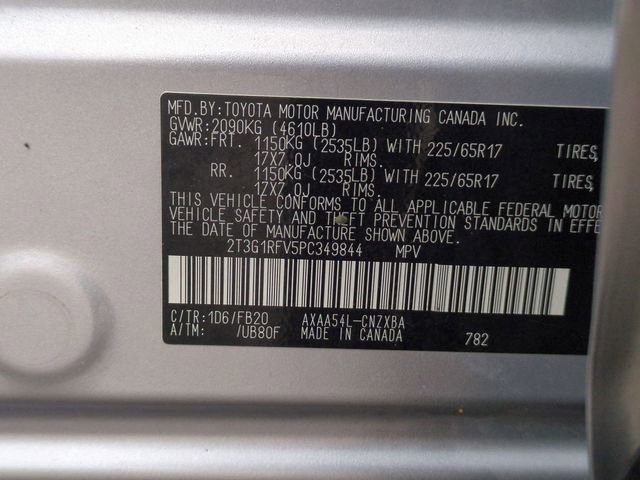 MFD.BY:TOYOTA MOTOR MANUFACTURING CANADA INC.
GVWR:2090KG (4610LB)
GAWR:FRT. 1150KG (2535LB) WITH 225/65R17 TIRES,
17X7.0J RIMS.
RR. 1150KG (2535LB) WITH 225/65R17 TIRES,
17X7.0J RIMS.
THIS VEHICLE CONFORMS TO ALL APPLICABLE FEDERAL MOTOR
VEHICLE SAFETY AND THEFT PREVENTION STANDARDS IN EFFE
THE DATE OF MANUFACTURE SHOWN ABOVE.
2T3G1RFV5PC349844 MPV
C/TR:1D6/FB20 AXAA54L-CNZXBA
A/TM: /UB80F MADE IN CANADA 782